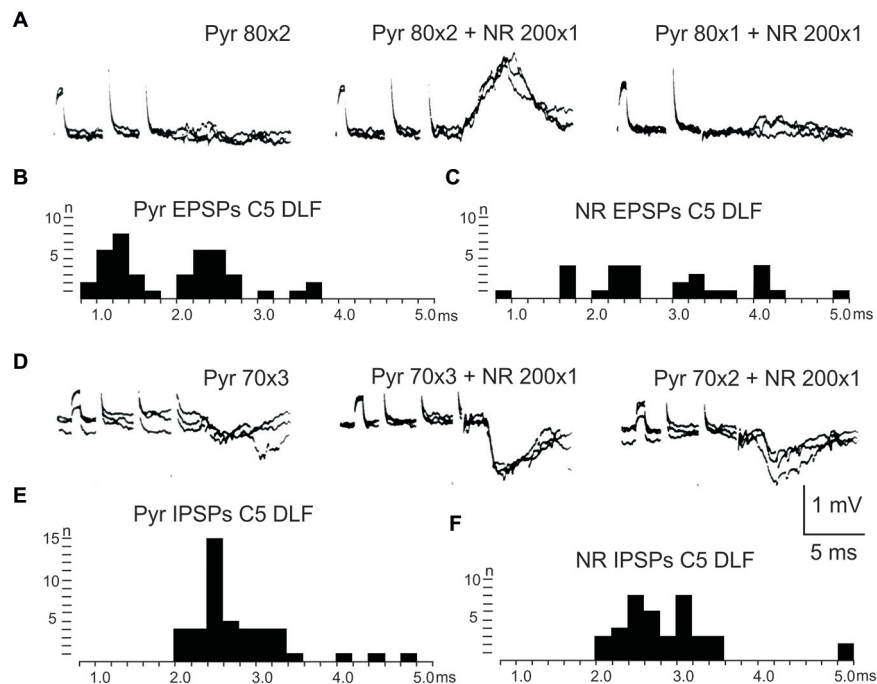 A
Pyr 80x2
Pyr 80x2 + NR 200x1
Pyr 80x1 + NR 200x1
B
C
Pyr EPSPs C5 DLF
NR EPSPs C5 DLF
n
10
5
1.0 2.0 3.0 4.0 5.0 ms
n
10
5
1.0 2.0 3.0 4.0 5.0 ms
D
Pyr 70x3
Pyr 70x3 + NR 200x1
Pyr 70x2 + NR 200x1
1 mV
5 ms
E
Pyr IPSPs C5 DLF
n
15
10
5
1.0 2.0 3.0 4.0 5.0 ms
F
NR IPSPs C5 DLF
n
10
5
1.0 2.0 3.0 4.0 5.0 ms